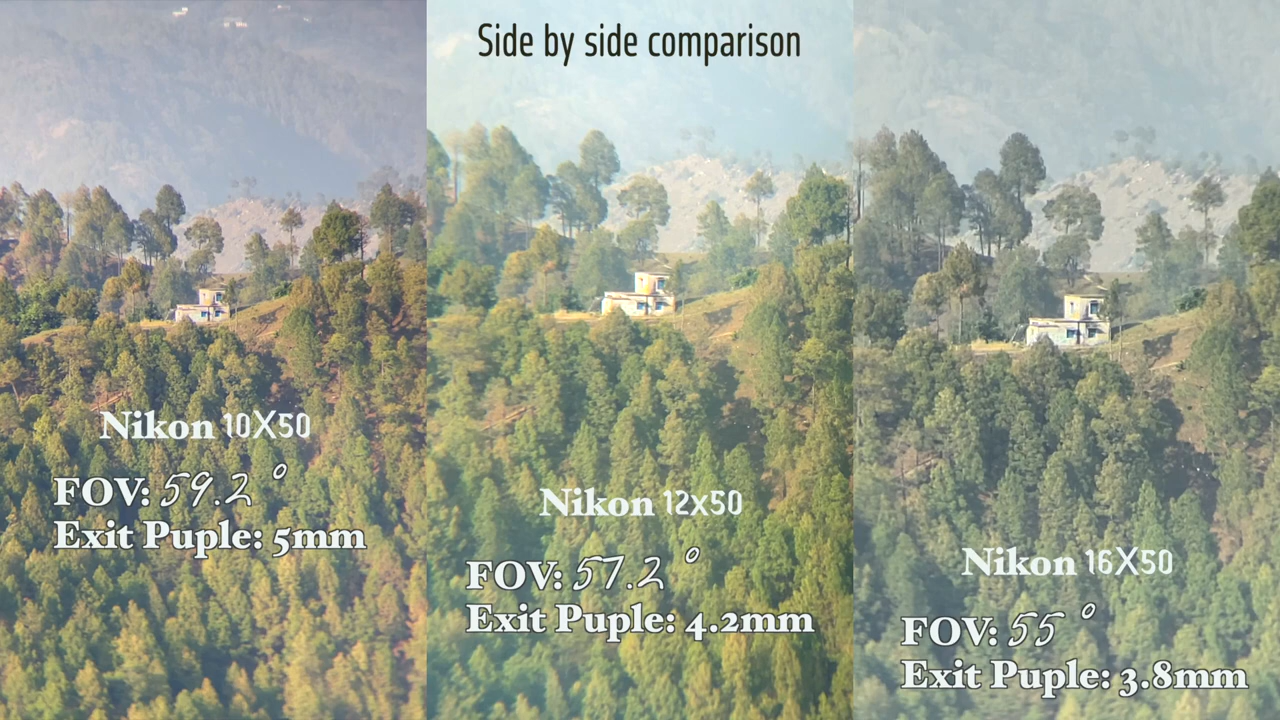 Side by side comparison
Nikon 10X50
FOV: 59.2°
Exit Puple: 5mm
Nikon 12x50
FOV: 57.2°
Exit Puple: 4.2mm
Nikon 16X50
FOV: 55°
Exit Puple: 3.8mm